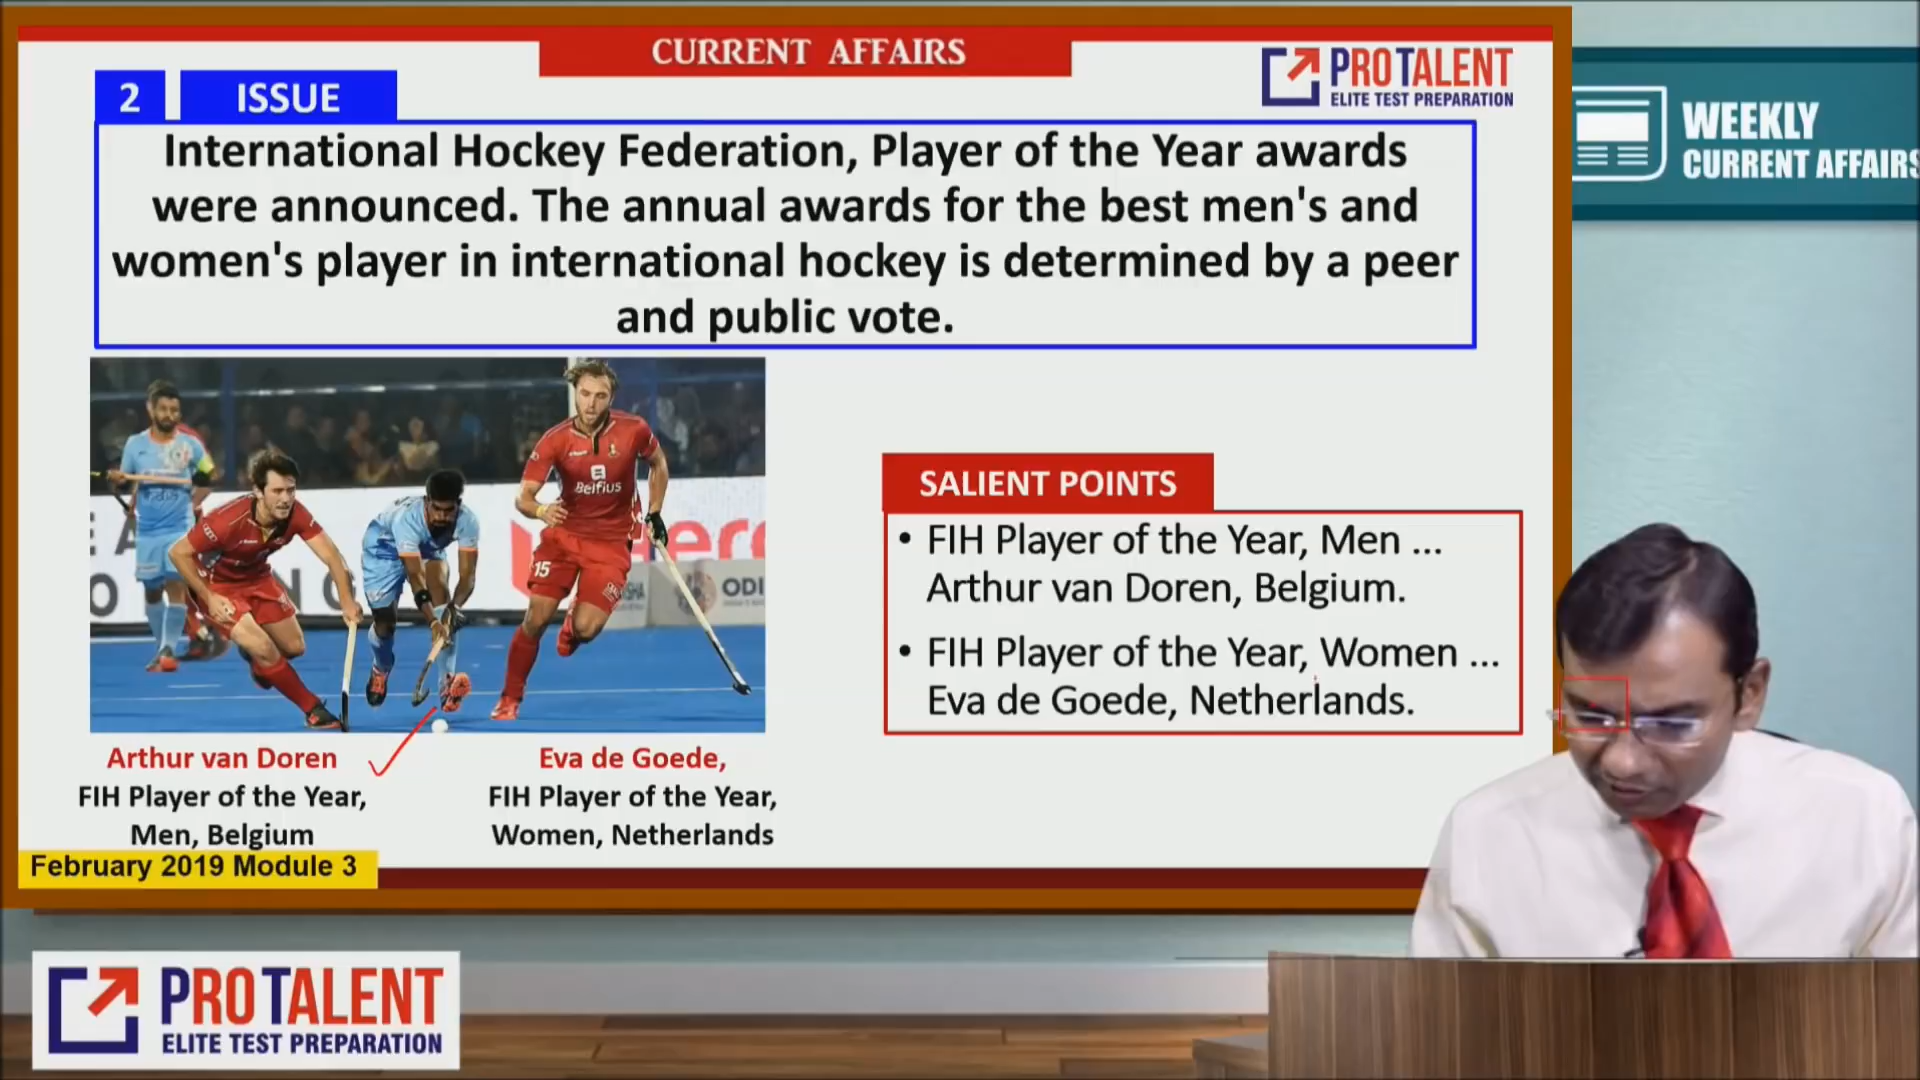 CURRENT AFFAIRS
PROTALENT
ELITE TEST PREPARATION
2 ISSUE
WEEKLY
CURRENT AFFAIRS
International Hockey Federation, Player of the Year awards
were announced. The annual awards for the best men's and
women's player in international hockey is determined by a peer
and public vote.
Belfius
15
ODI
SALIENT POINTS
• FIH Player of the Year, Men ...
Arthur van Doren, Belgium.
• FIH Player of the Year, Women ...
Eva de Goede, Netherlands.
Arthur van Doren
FIH Player of the Year,
Men, Belgium
Eva de Goede,
FIH Player of the Year,
Women, Netherlands
February 2019 Module 3
PROTALENT
ELITE TEST PREPARATION